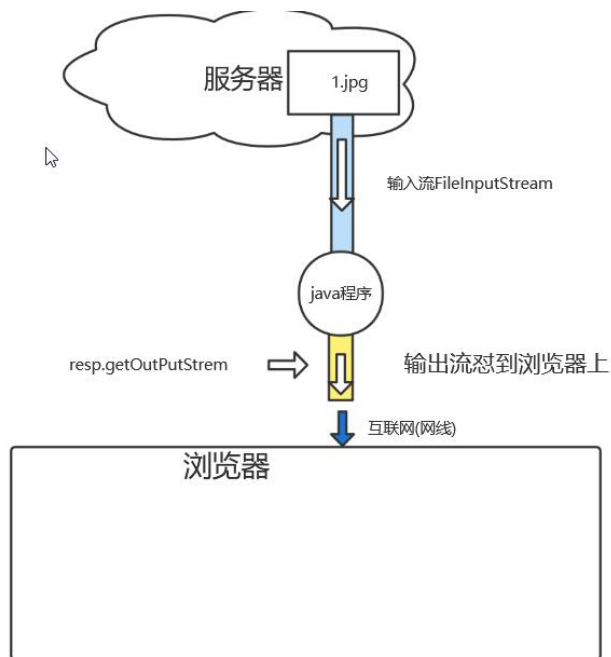 服务器
1.jpg
输入流FileInputStream
java程序
resp.getOutPutStrem
输出流怼到浏览器上
互联网(网线)
浏览器